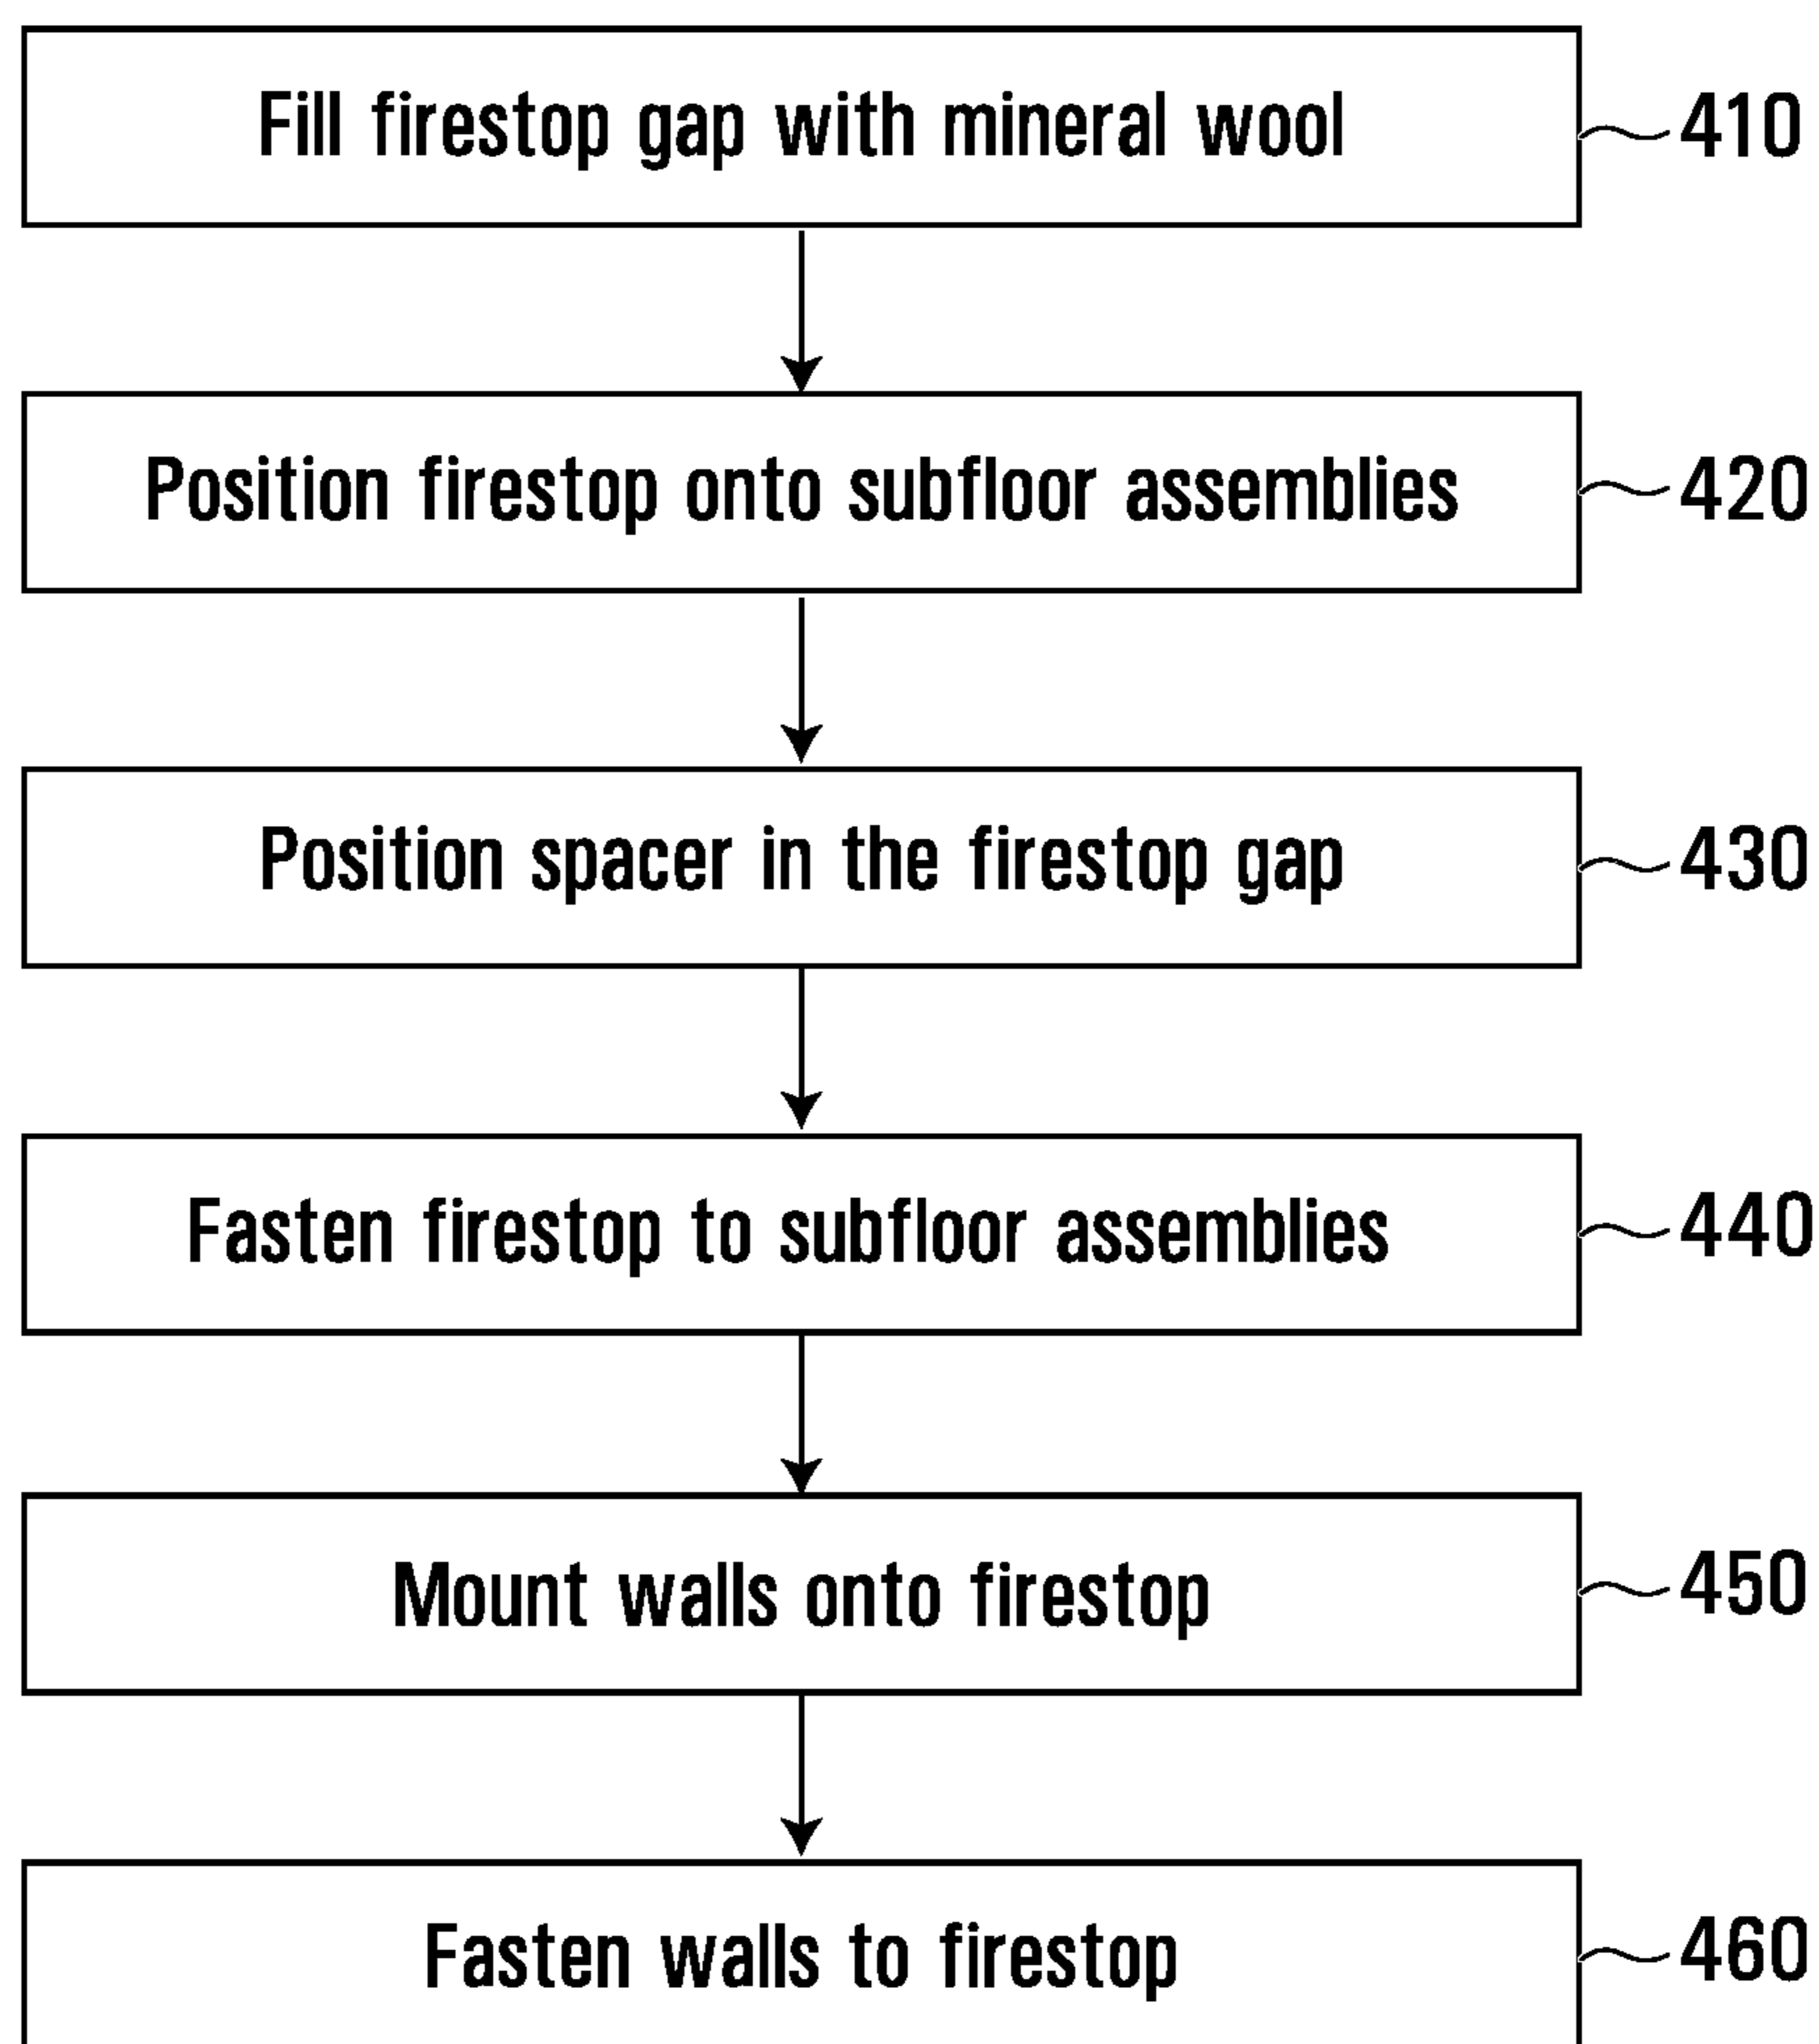 Fill firestop gap with mineral wool
410
Position firestop onto subfloor assemblies
420
Position spacer in the firestop gap
430
Fasten firestop to subfloor assemblies
440
Mount walls onto firestop
450
Fasten walls to firestop
460